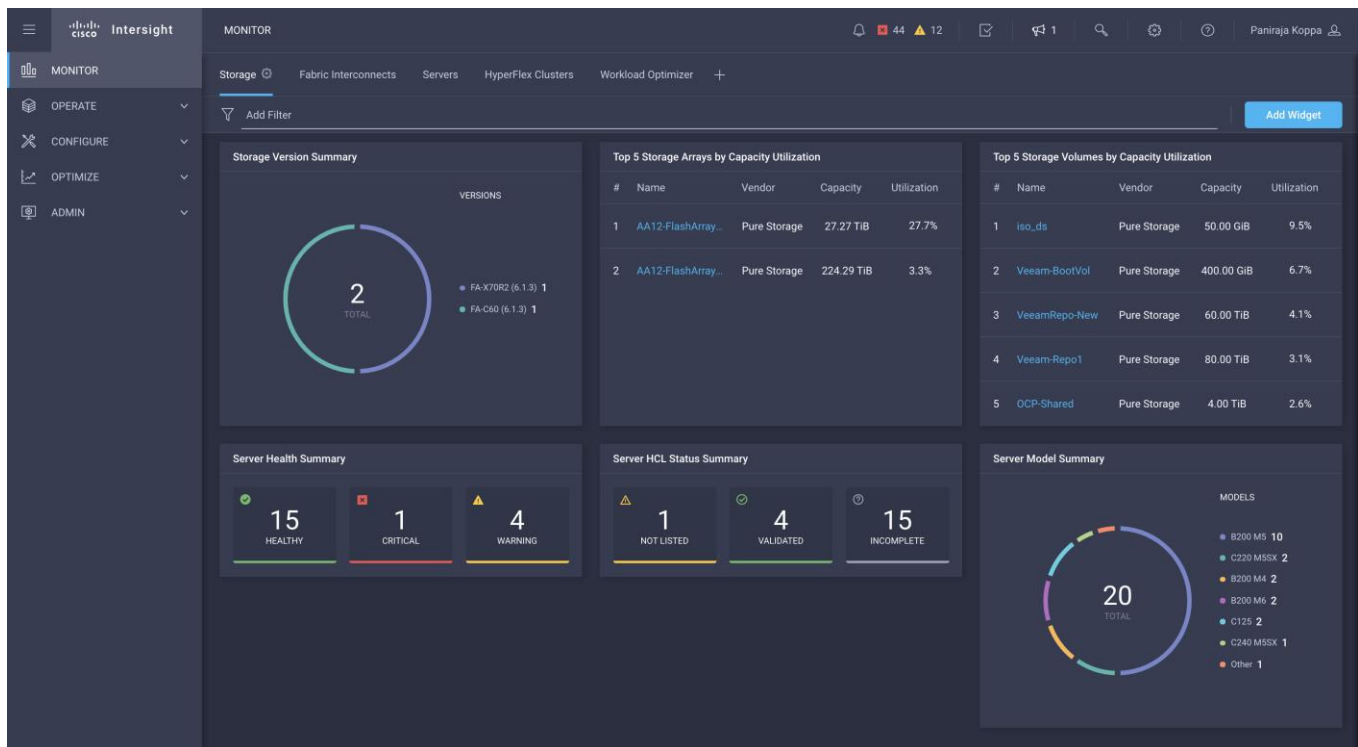 cisco Intersight
MONITOR
44 12
1
Paniraja Koppa
MONITOR
OPERATE
CONFIGURE
OPTIMIZE
ADMIN
Storage Fabric Interconnects Servers HyperFlex Clusters Workload Optimizer +
Add Filter
Add Widget
Storage Version Summary
VERSIONS
2
TOTAL
FA-X70R2 (6.1.3) 1
FA-C60 (6.1.3) 1
Top 5 Storage Arrays by Capacity Utilization
# Name Vendor Capacity Utilization
1 AA12-FlashArray... Pure Storage 27.27 TiB 27.7%
2 AA12-FlashArray... Pure Storage 224.29 TiB 3.3%
Top 5 Storage Volumes by Capacity Utilization
# Name Vendor Capacity Utilization
1 iso_ds Pure Storage 50.00 GiB 9.5%
2 Veeam-BootVol Pure Storage 400.00 GiB 6.7%
3 VeeamRepo-New Pure Storage 60.00 TiB 4.1%
4 Veeam-Repo1 Pure Storage 80.00 TiB 3.1%
5 OCP-Shared Pure Storage 4.00 TiB 2.6%
Server Health Summary
15
HEALTHY
1
CRITICAL
4
WARNING
Server HCL Status Summary
1
NOT LISTED
4
VALIDATED
15
INCOMPLETE
Server Model Summary
MODELS
20
TOTAL
B200 M5 10
C220 M5SX 2
B200 M4 2
B200 M6 2
C125 2
C240 M5SX 1
Other 1